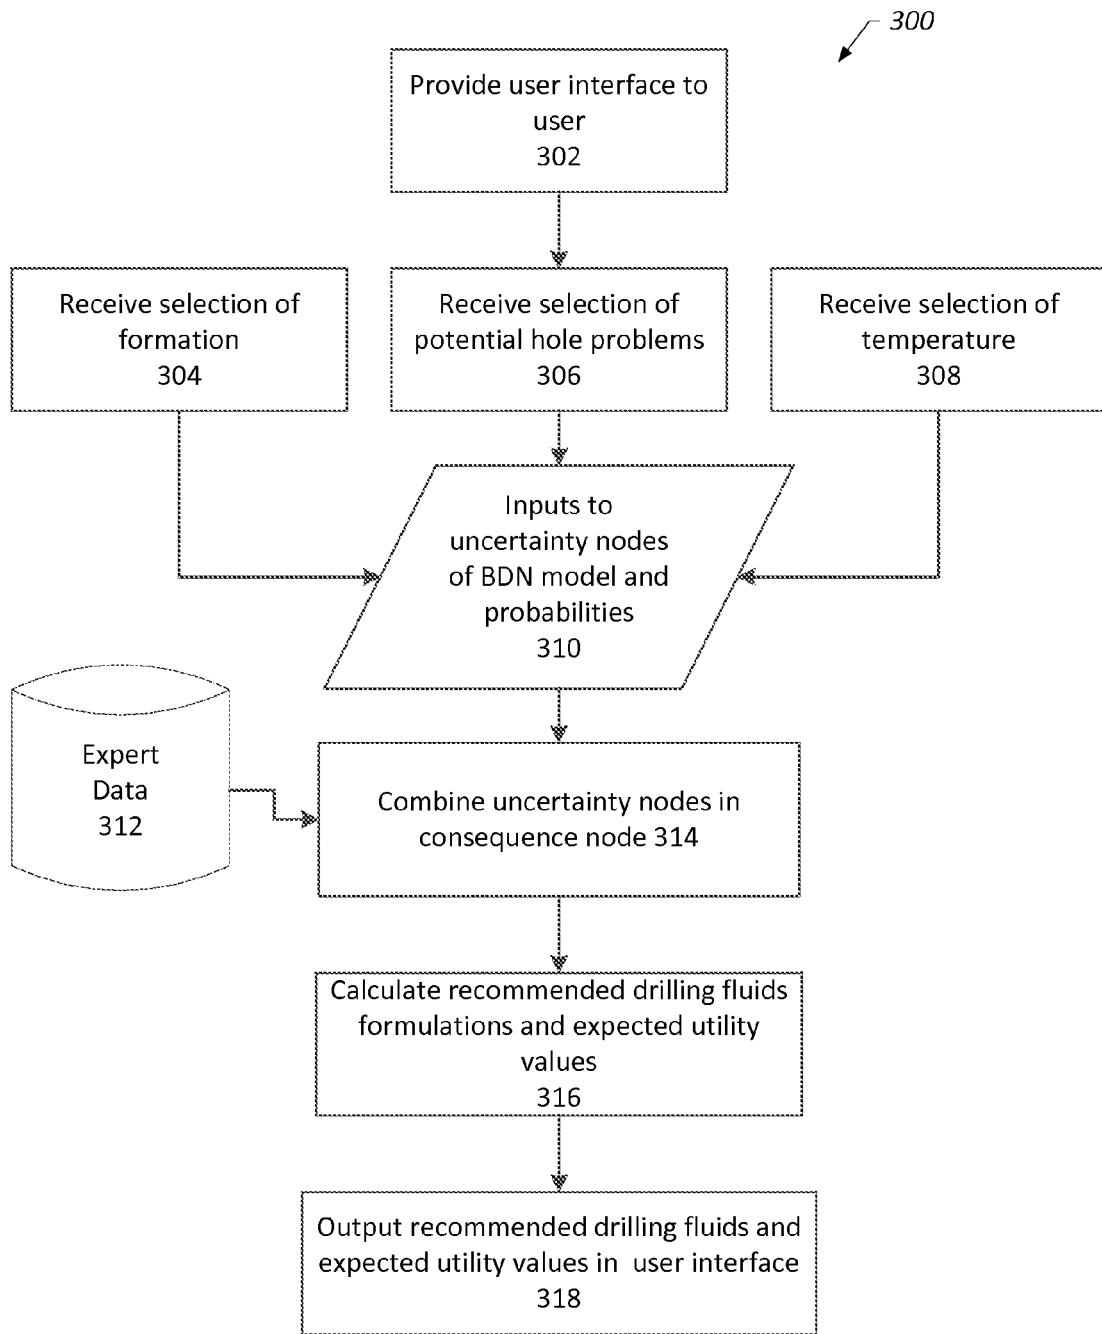 300
Provide user interface to
user
302
Receive selection of
formation
304
Receive selection of
potential hole problems
306
Receive selection of
temperature
308
Inputs to
uncertainty nodes
of BDN model and
probabilities
310
Expert
Data
312
Combine uncertainty nodes in
consequence node 314
Calculate recommended drilling fluids
formulations and expected utility
values
316
Output recommended drilling fluids and
expected utility values in user interface
318